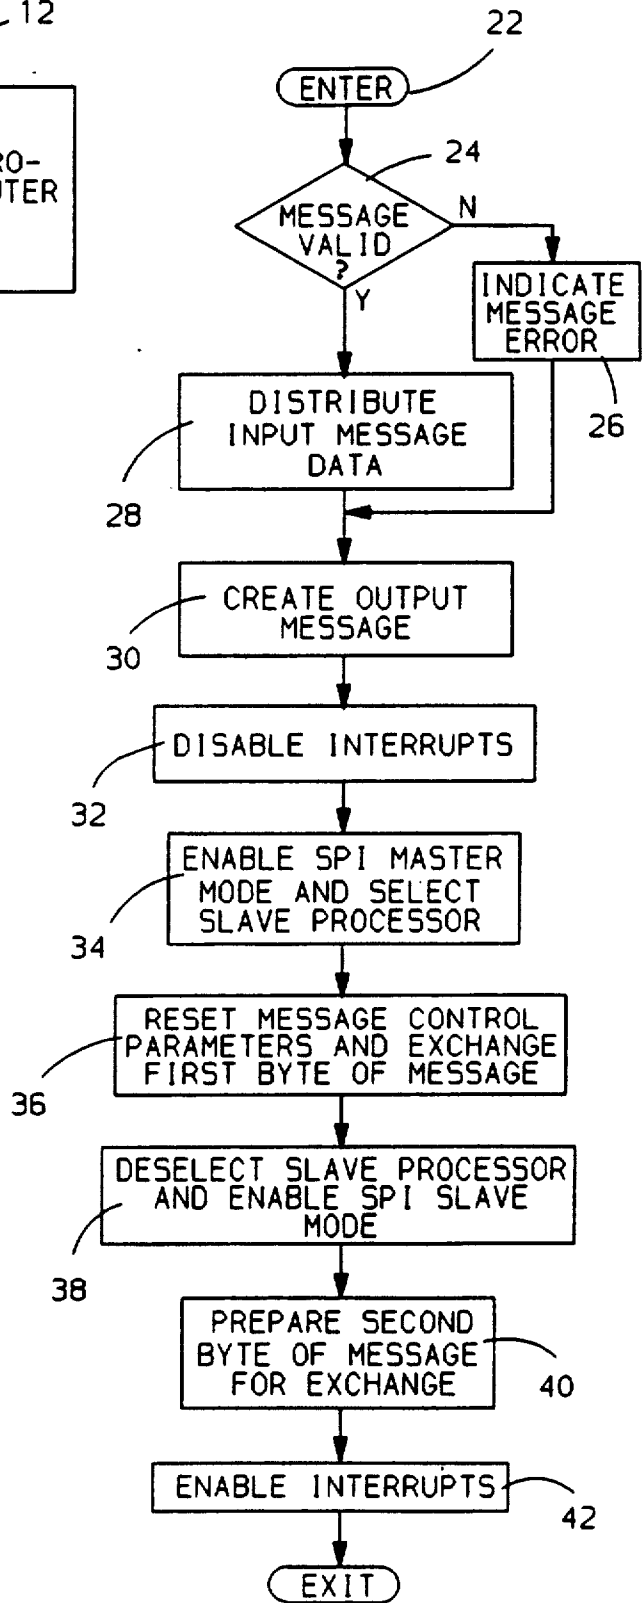 12
22
ENTER
24
RO-
UTER
MESSAGE
VALID
?
N
Y
INDICATE
MESSAGE
ERROR
26
DISTRIBUTE
INPUT MESSAGE
DATA
28
CREATE OUTPUT
MESSAGE
30
DISABLE INTERRUPTS
32
ENABLE SPI MASTER
MODE AND SELECT
SLAVE PROCESSOR
34
RESET MESSAGE CONTROL
PARAMETERS AND EXCHANGE
FIRST BYTE OF MESSAGE
36
DESELECT SLAVE PROCESSOR
AND ENABLE SPI SLAVE
MODE
38
PREPARE SECOND
BYTE OF MESSAGE
FOR EXCHANGE
40
ENABLE INTERRUPTS
42
EXIT